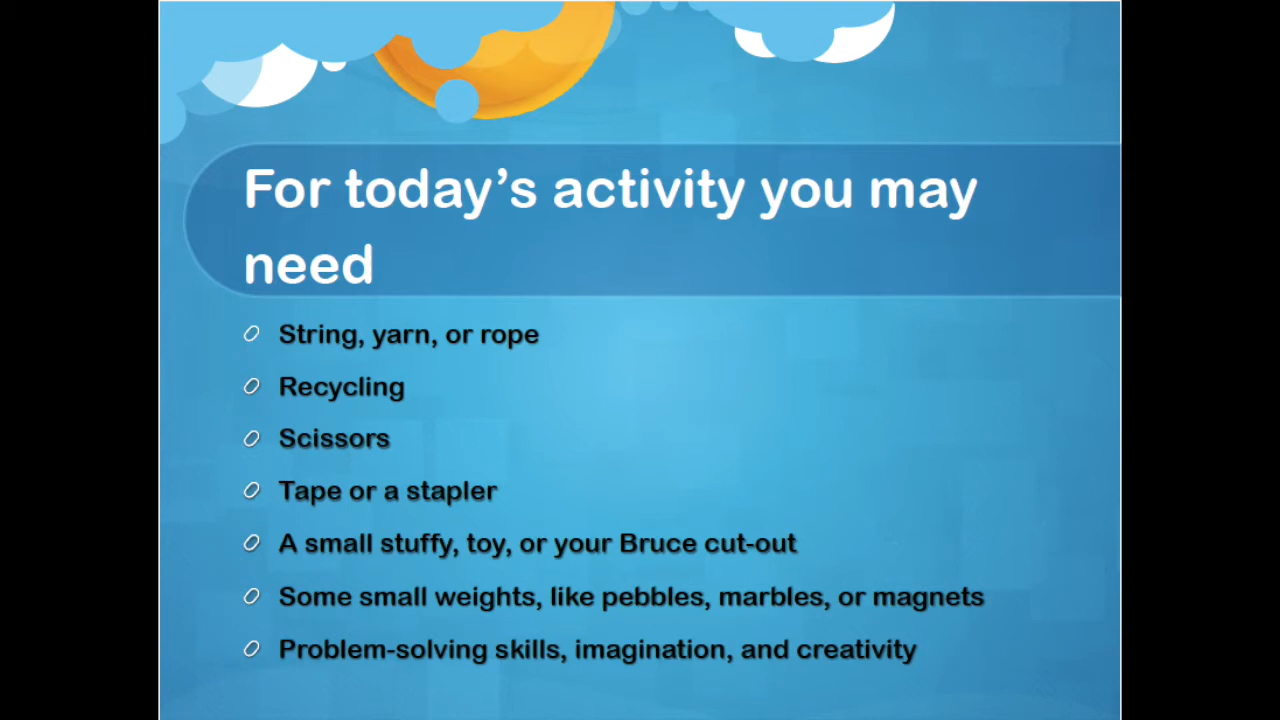 For today’s activity you may
need
String, yarn, or rope
Recycling
Scissors
Tape or a stapler
A small stuffy, toy, or your Bruce cut-out
Some small weights, like pebbles, marbles, or magnets
Problem-solving skills, imagination, and creativity